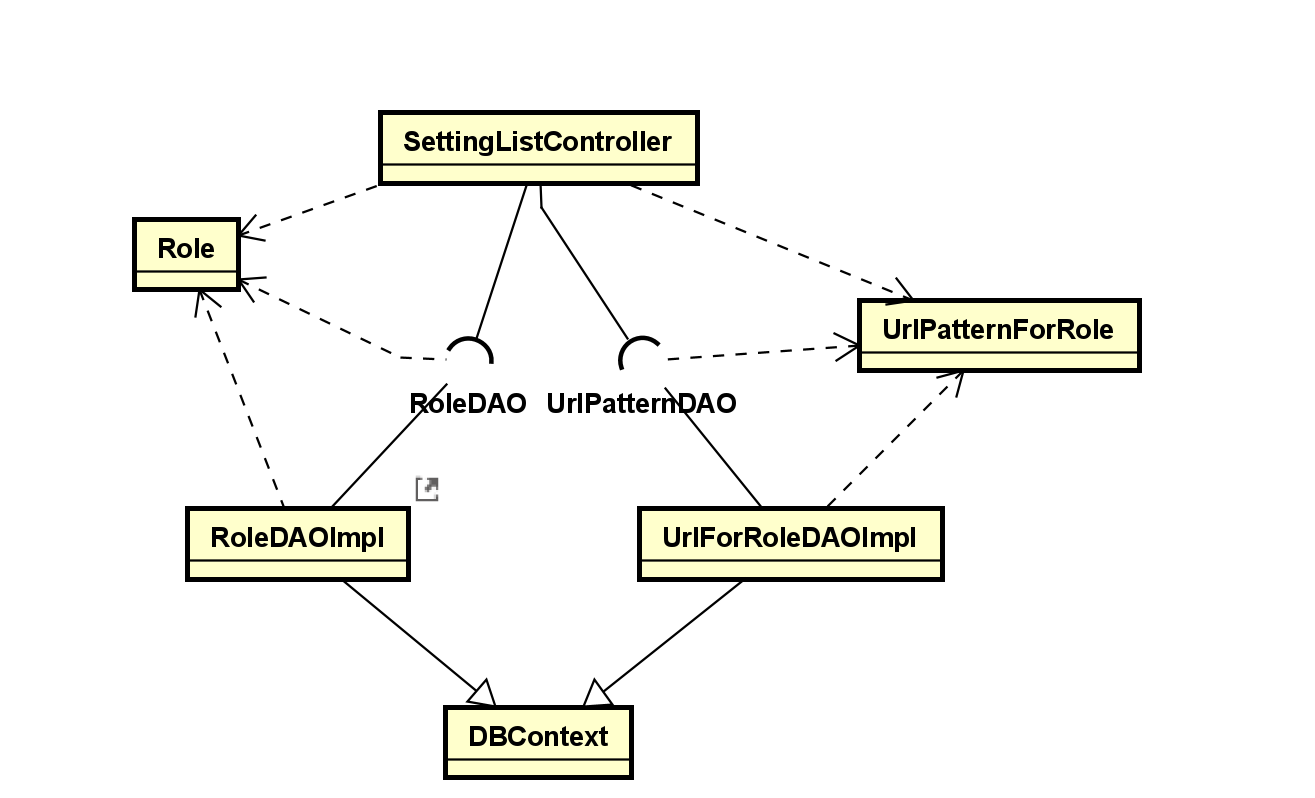 SettingListController
Role
UrlPatternForRole
RoleDAO
UrlPatternDAO
RoleDAOImpl
UrlForRoleDAOImpl
DBContext